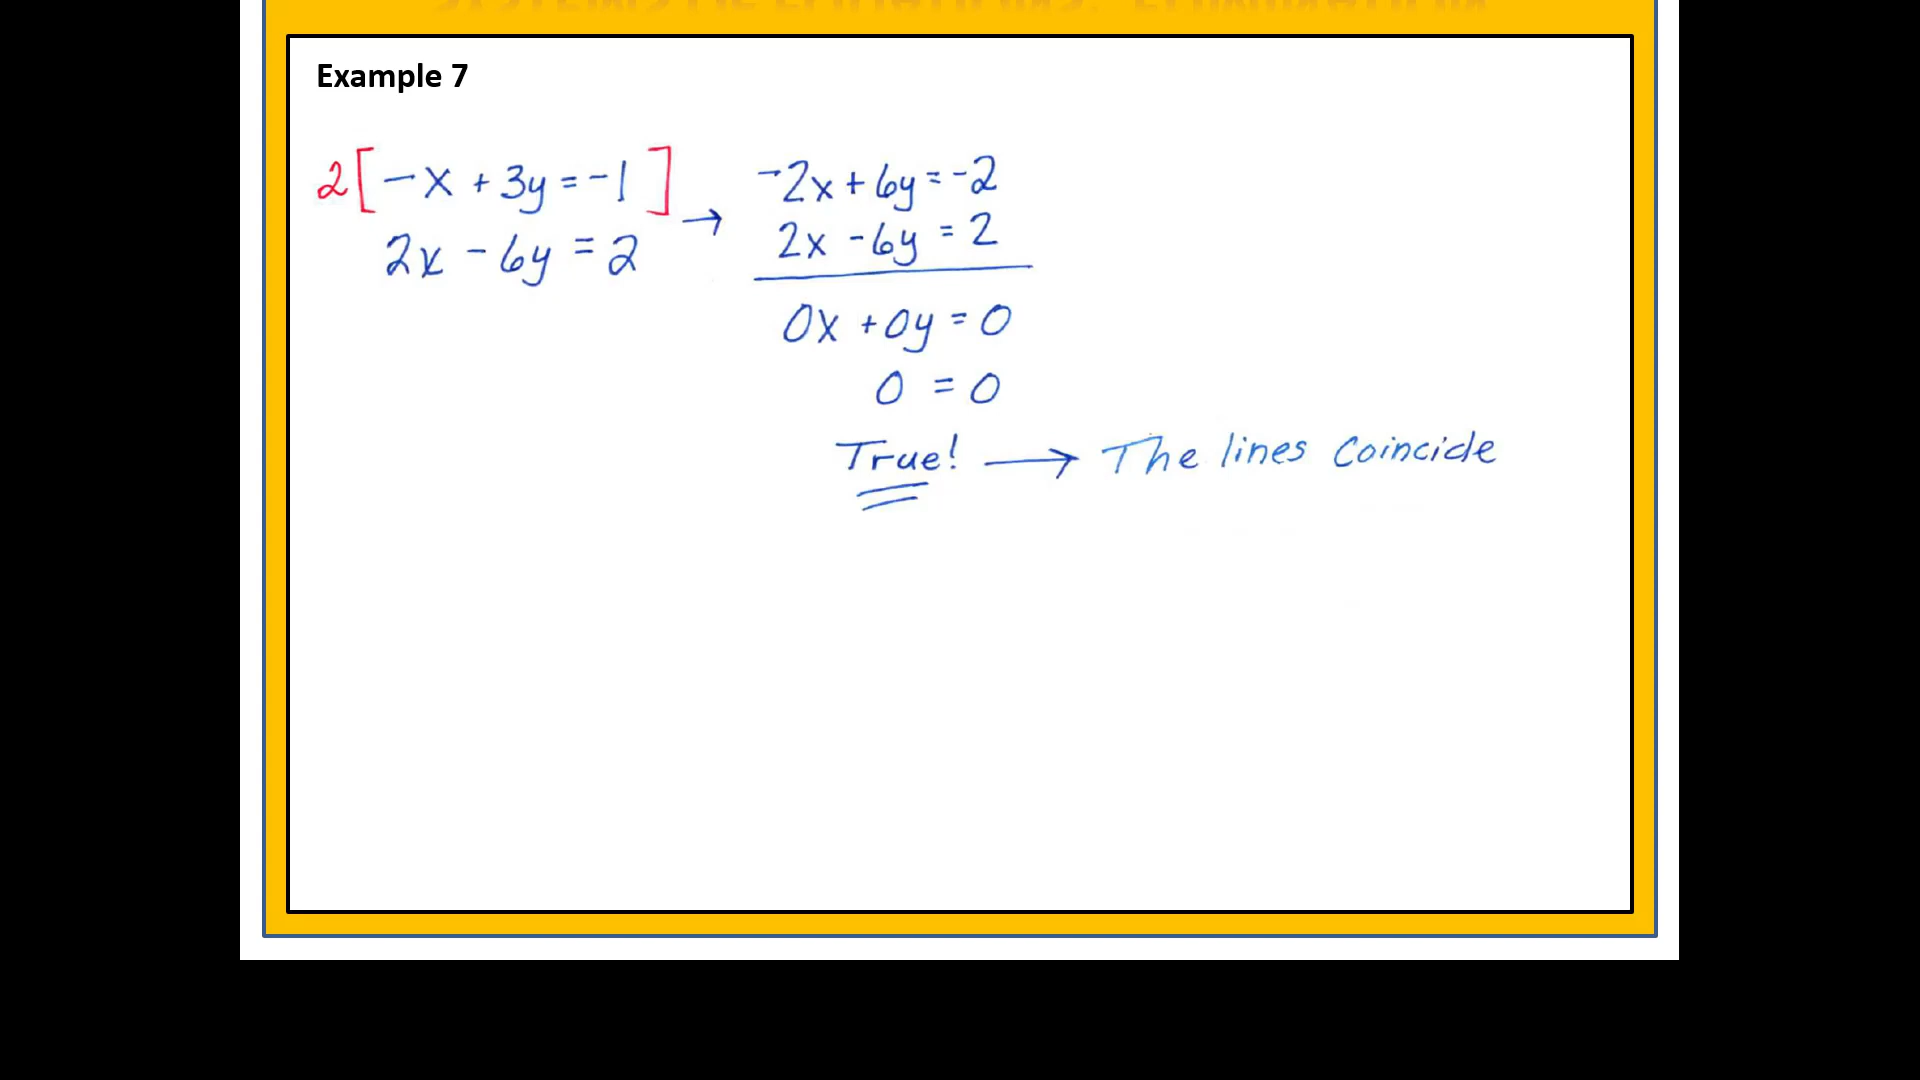 Example 7
2[ -x + 3y = -1 ] → -2x + 6y = -2
2x - 6y = 2 2x - 6y = 2
0x + 0y = 0
0 = 0
True! → The lines coincide